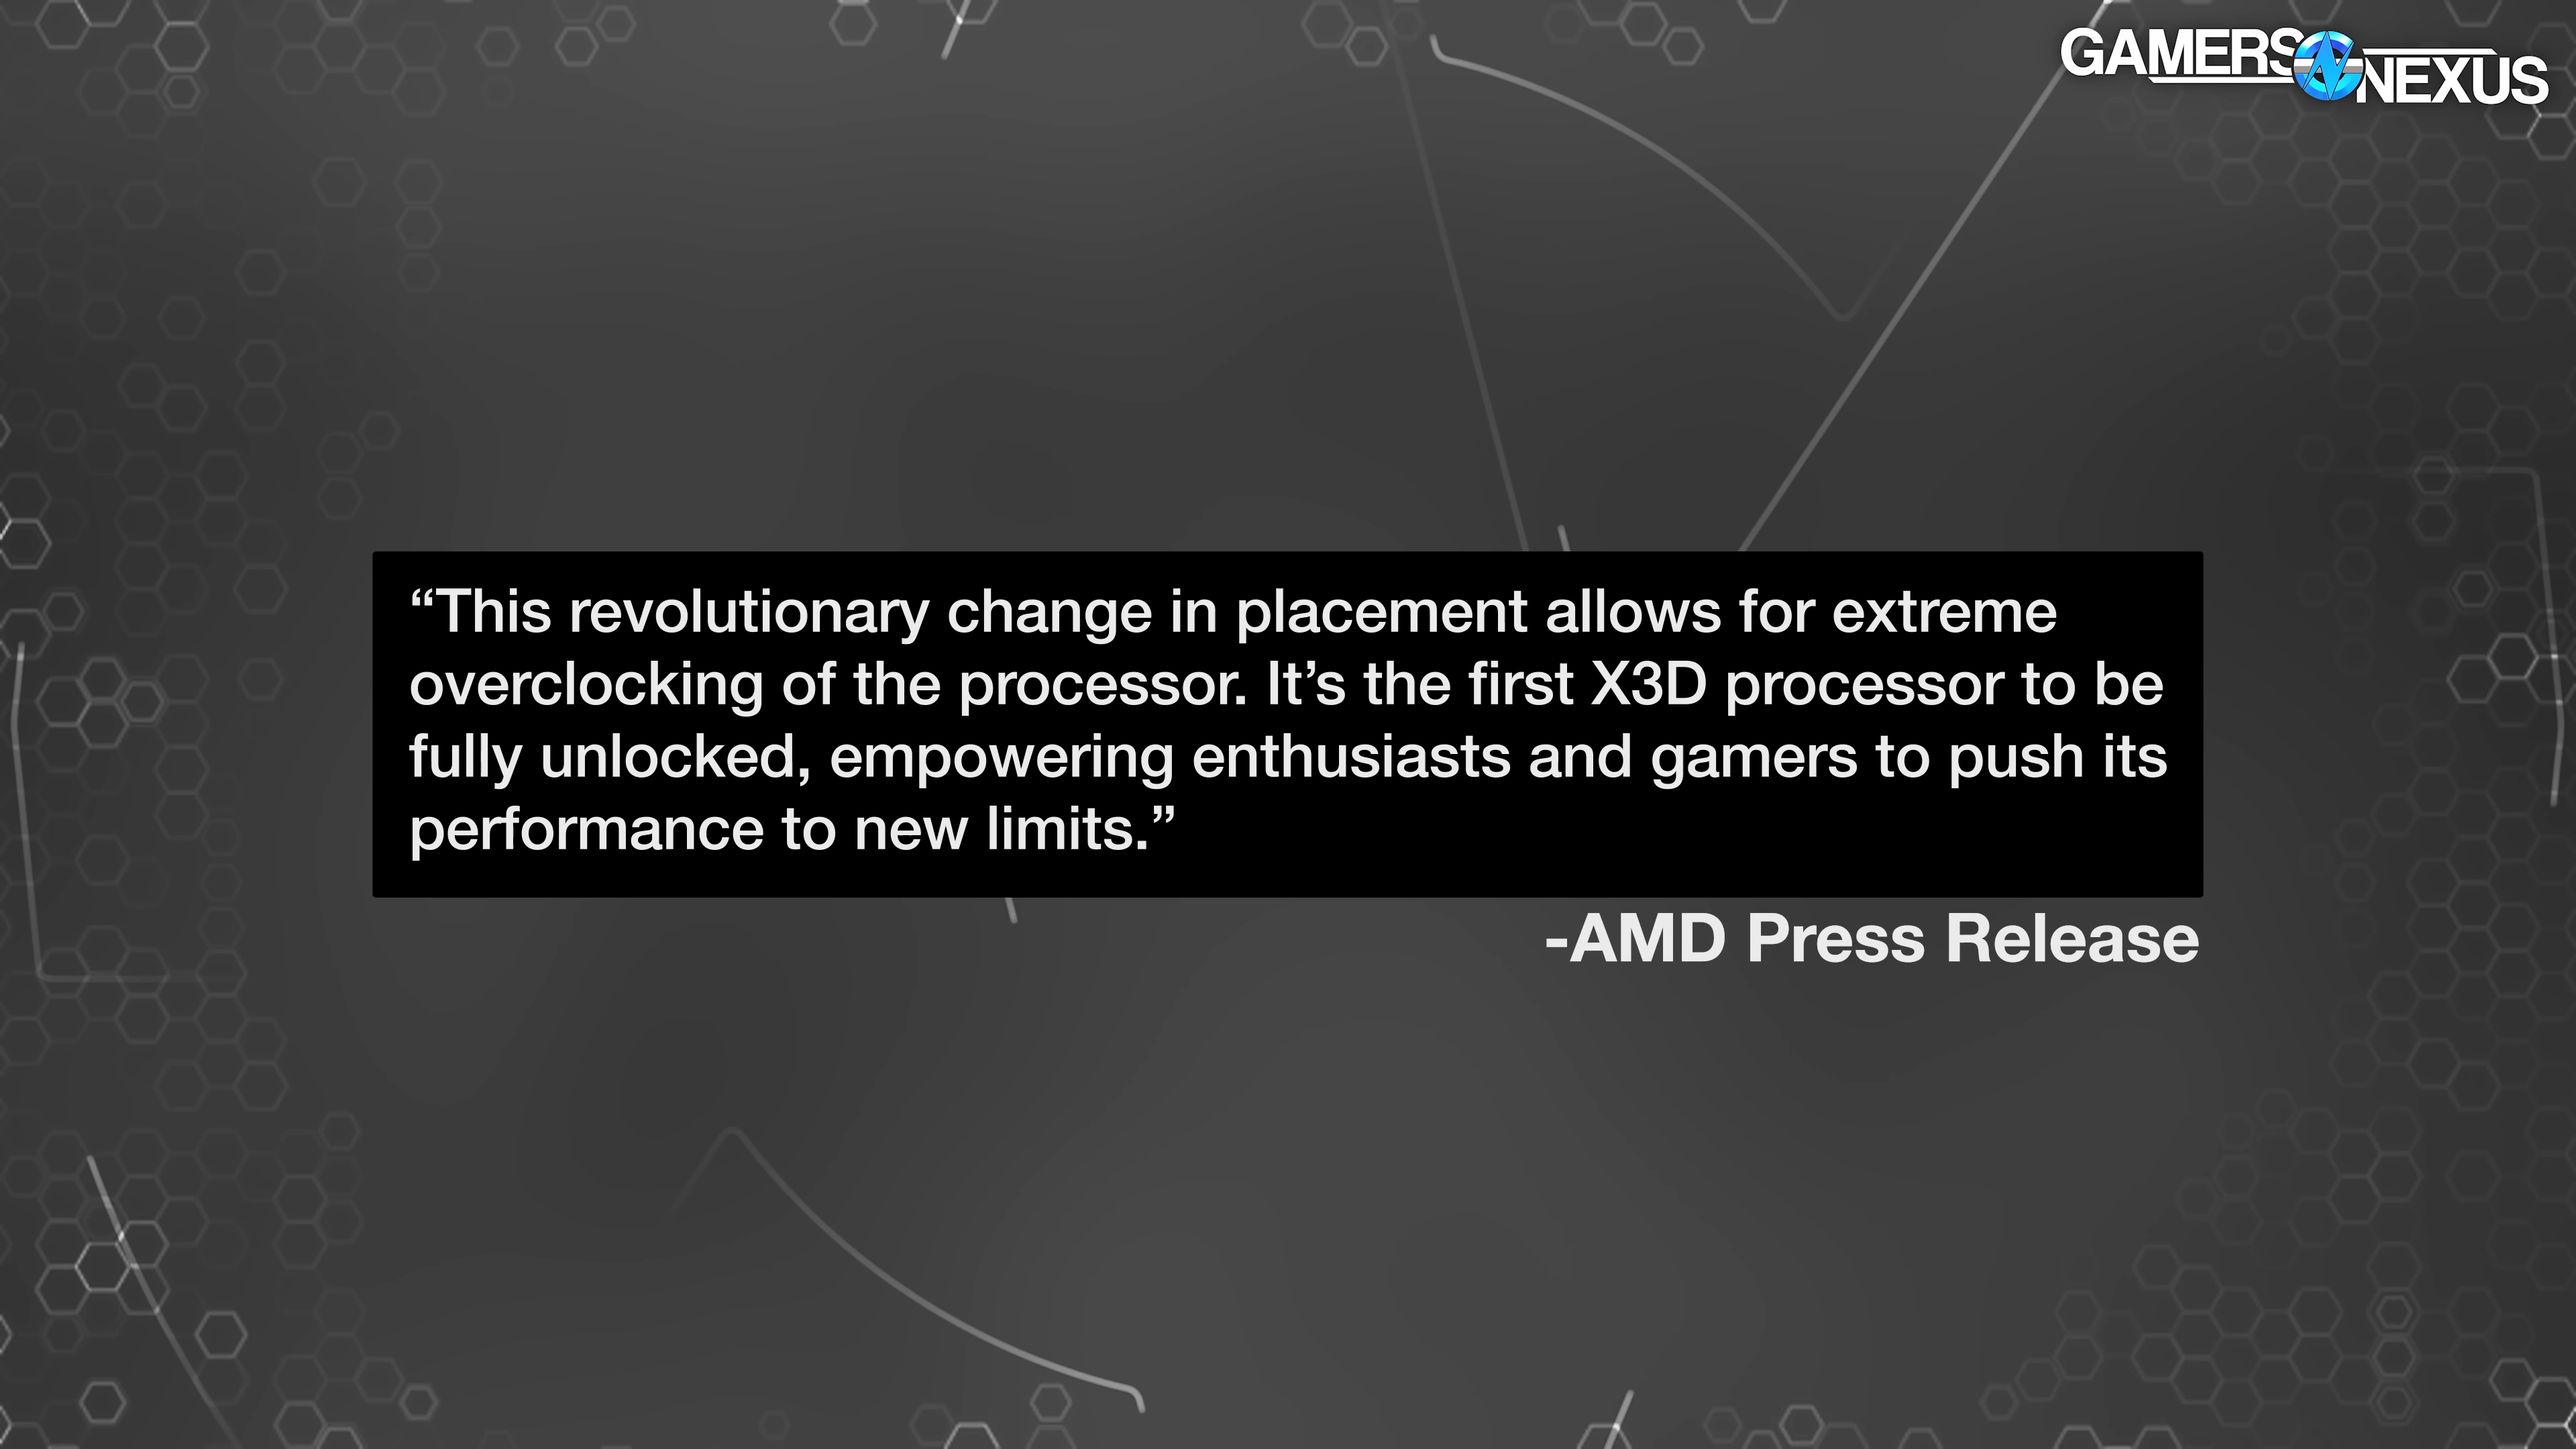 GAMERS NEXUS
“This revolutionary change in placement allows for extreme
overclocking of the processor. It’s the first X3D processor to be
fully unlocked, empowering enthusiasts and gamers to push its
performance to new limits.”
-AMD Press Release